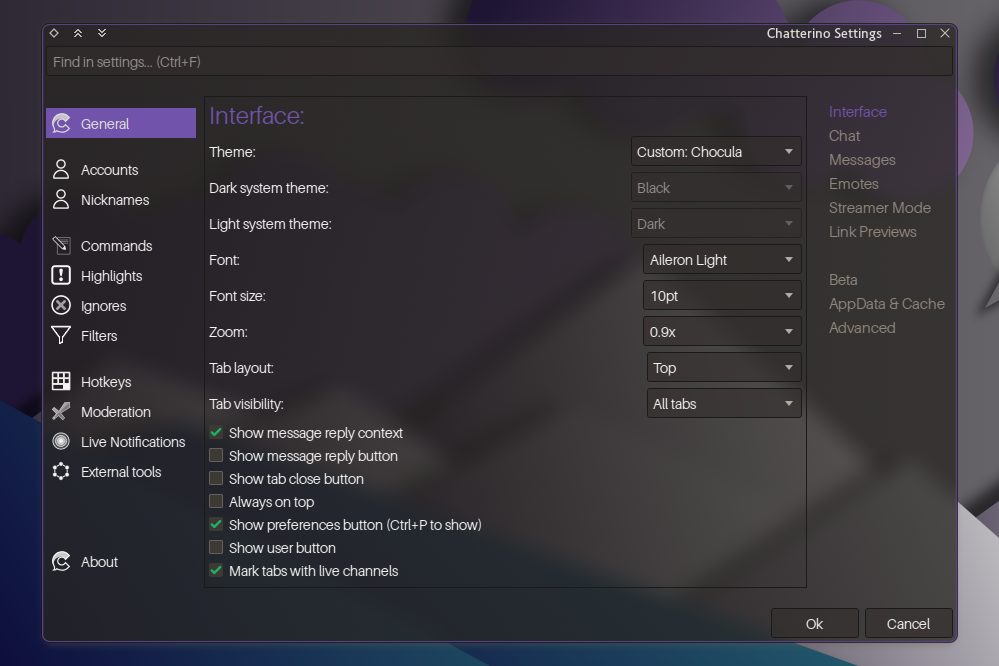 Chatterino Settings
Find in settings... (Ctrl+F)
General
Accounts
Nicknames
Commands
Highlights
Ignores
Filters
Hotkeys
Moderation
Live Notifications
External tools
About
Interface:
Theme: Custom: Chocula
Dark system theme: Black
Light system theme: Dark
Font: Aileron Light
Font size: 10pt
Zoom: 0.9x
Tab layout: Top
Tab visibility: All tabs
Show message reply context
Show message reply button
Show tab close button
Always on top
Show preferences button (Ctrl+P to show)
Show user button
Mark tabs with live channels
Interface
Chat
Messages
Emotes
Streamer Mode
Link Previews
Beta
AppData & Cache
Advanced
Ok Cancel